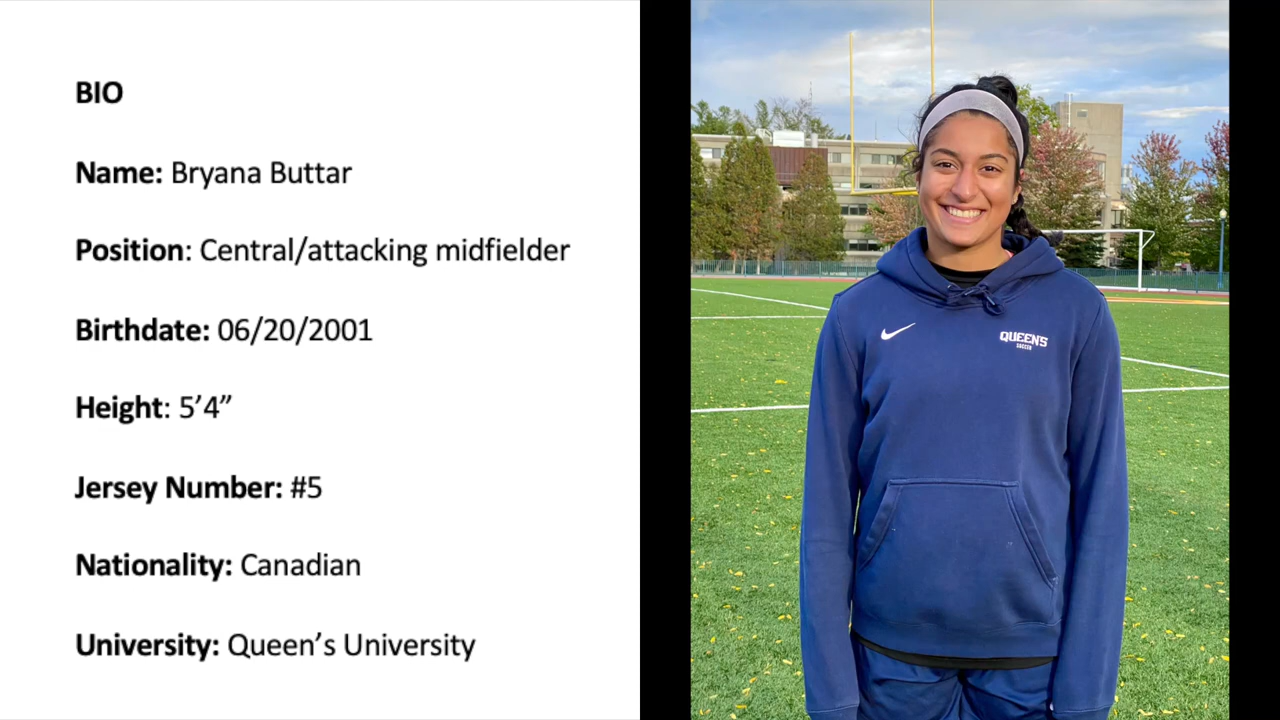 BIO
Name: Bryana Buttar
Position: Central/attacking midfielder
Birthdate: 06/20/2001
Height: 5’4”
Jersey Number: #5
Nationality: Canadian
University: Queen’s University
QUEEN'S
SOCCER